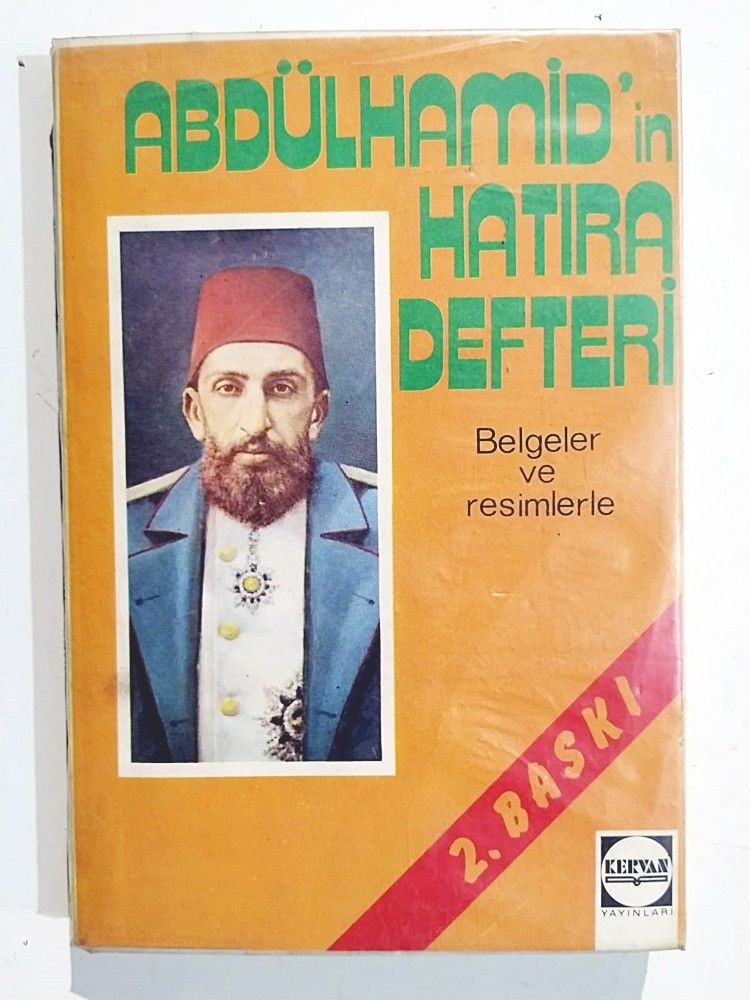 ABDÜLHAMİD'in
HATIRA
DEFTERİ
Belgeler
ve
resimlerle
2. BASKI
KERVAN
YAYINLARI